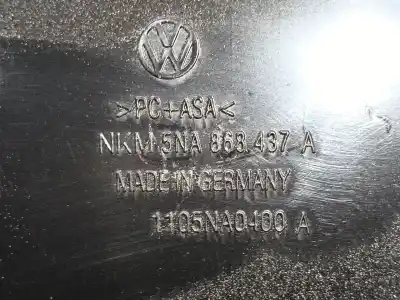 >PC+ASA<
NKM 5NA 863 437 A
MADE IN GERMANY
1105NA0400 A